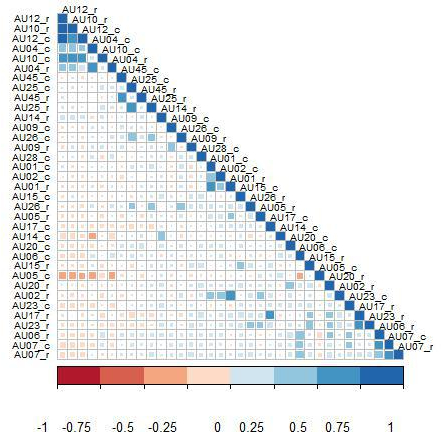 AU12_r
AU12_r AU10_r
AU10_r AU12_c
AU12_c AU04_c
AU04_c AU10_c
AU10_c AU04_r
AU04_r AU45_c
AU45_c AU25_c
AU25_c AU45_r
AU45_r AU25_r
AU25_r AU14_r
AU14_r AU09_c
AU09_c AU26_c
AU26_c AU09_r
AU09_r AU28_c
AU28_c AU01_c
AU01_c AU02_c
AU02_c AU01_r
AU01_r AU15_c
AU15_c AU26_r
AU26_r AU05_r
AU05_r AU17_c
AU17_c AU14_c
AU14_c AU20_c
AU20_c AU06_c
AU06_c AU15_r
AU15_r AU05_c
AU05_c AU20_r
AU20_r AU02_r
AU02_r AU23_c
AU23_c AU17_r
AU17_r AU23_r
AU23_r AU06_r
AU06_r AU07_c
AU07_c AU07_r
AU07_r
-1 -0.75 -0.5 -0.25 0 0.25 0.5 0.75 1